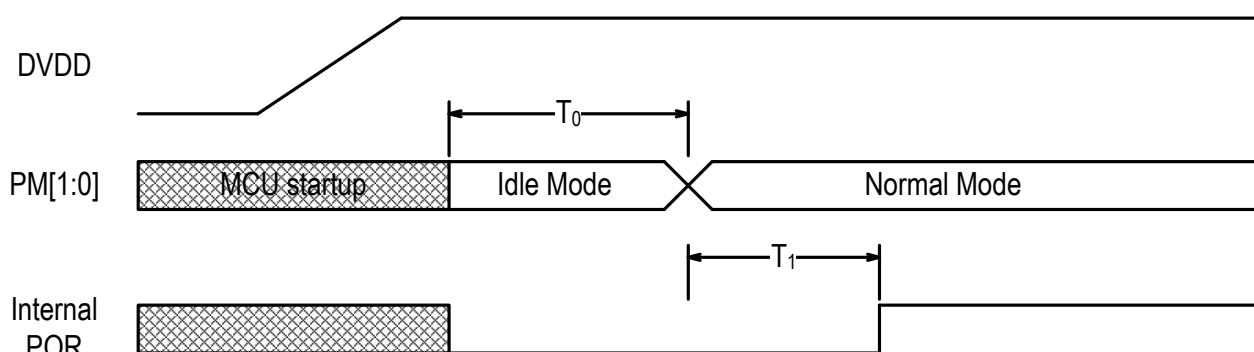 DVDD
T₀
PM[1:0] MCU startup Idle Mode Normal Mode
T₁
Internal
POR